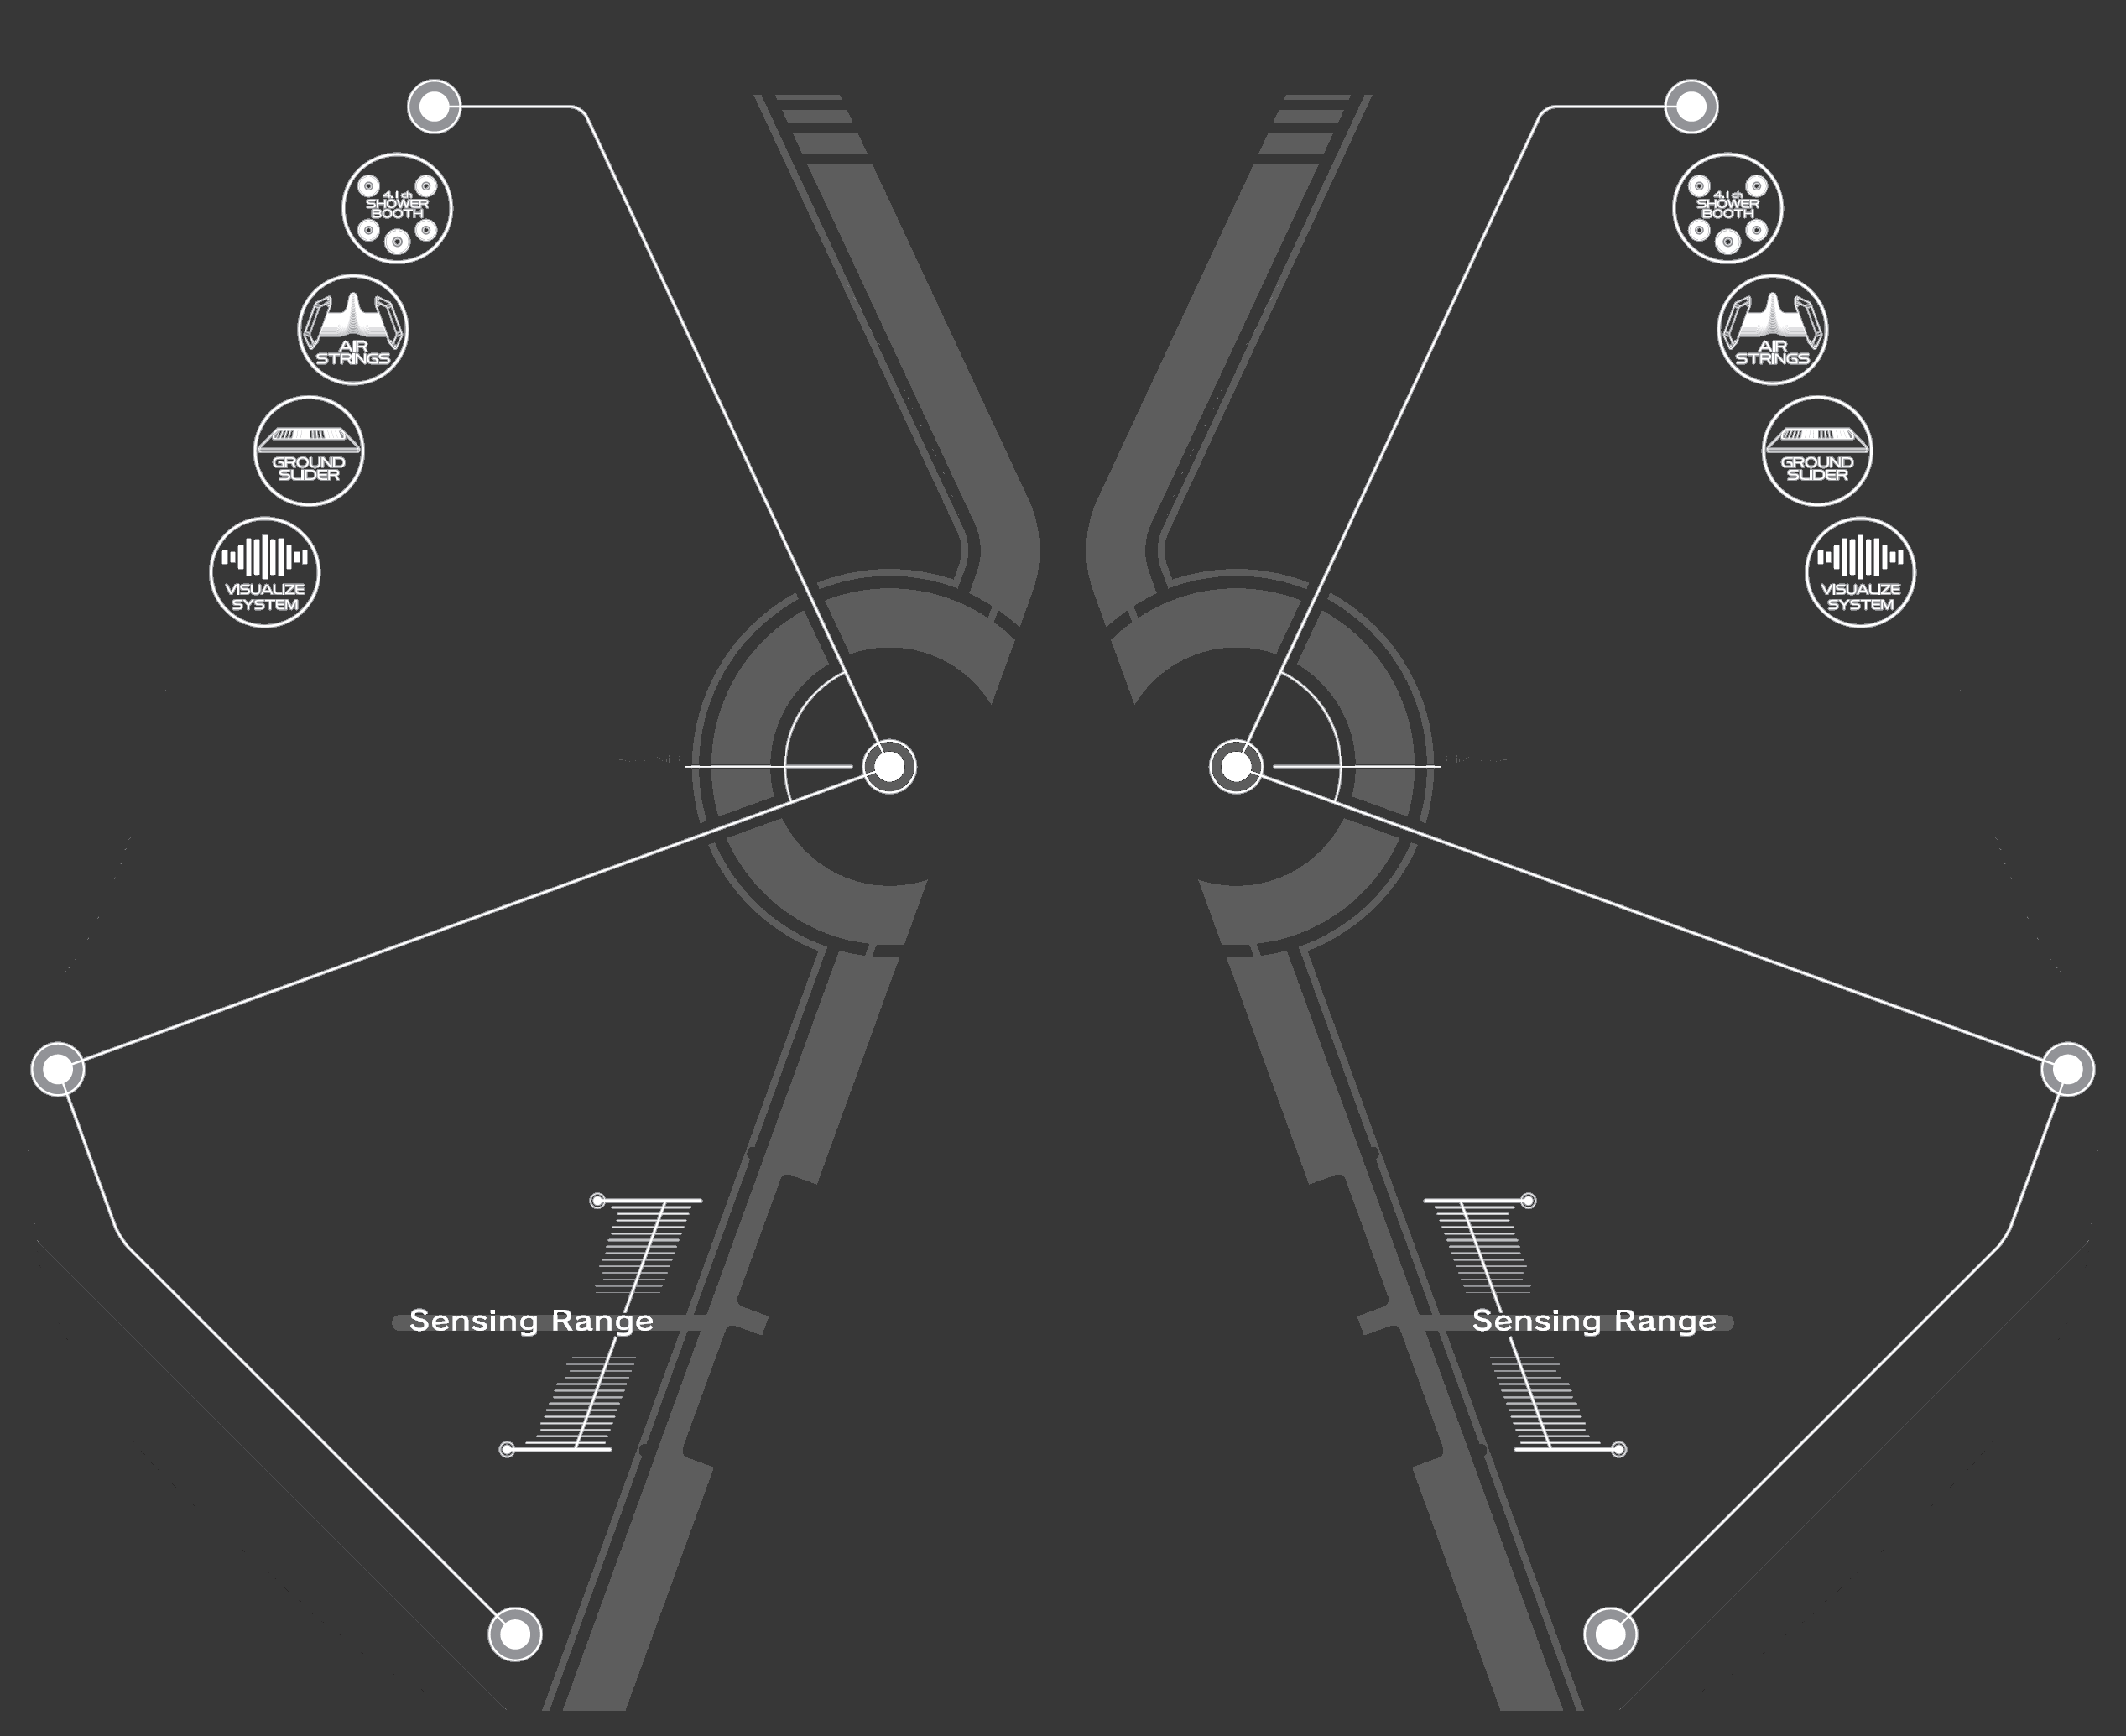 4.1ch
SHOWER
BOOTH
AIR
STRINGS
GROUND
SLIDER
VISUALIZE
SYSTEM
Sensing Range
4.1ch
SHOWER
BOOTH
AIR
STRINGS
GROUND
SLIDER
VISUALIZE
SYSTEM
Sensing Range